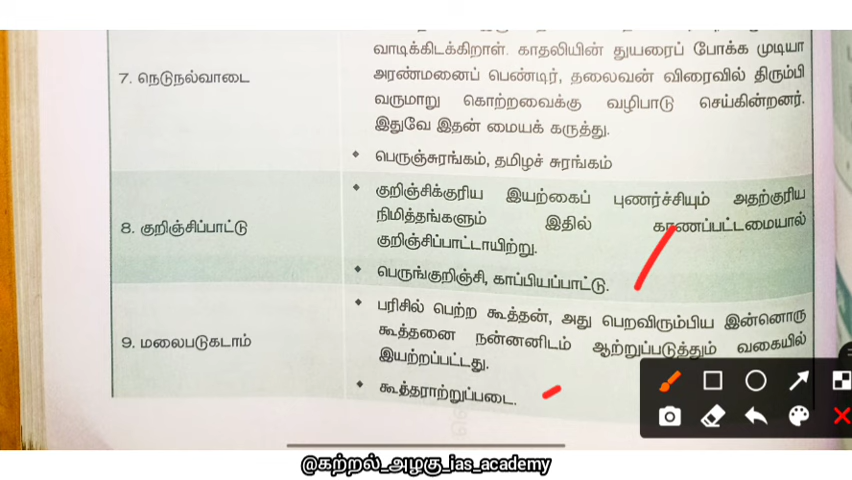 வாடிக்கிடக்கிறாள். காதலியின் துயரைப் போக்க முடியா
7. நெடுநல்வாடை
அரண்மனைப் பெண்டிர், தலைவன் விரைவில் திரும்பி
வருமாறு கொற்றவைக்கு வழிபாடு செய்கின்றனர்.
இதுவே இதன் மையக் கருத்து.
பெருஞ்சுரங்கம், தமிழச் சுரங்கம்
8. குறிஞ்சிப்பாட்டு
குறிஞ்சிக்குரிய இயற்கைப் புணர்ச்சியும் அதற்குரிய
நிமித்தங்களும் இதில் காணப்பட்டமையால்
குறிஞ்சிப்பாட்டாயிற்று.
பெருங்குறிஞ்சி, காப்பியப்பாட்டு.
9. மலைபடுகடாம்
பரிசில் பெற்ற கூத்தன், அது பெறவிரும்பிய இன்னொரு
கூத்தனை நன்னனிடம் ஆற்றுப்படுத்தும் வகையில்
இயற்றப்பட்டது.
கூத்தராற்றுப்படை.
@கற்றல்_அழகு_ias_academy